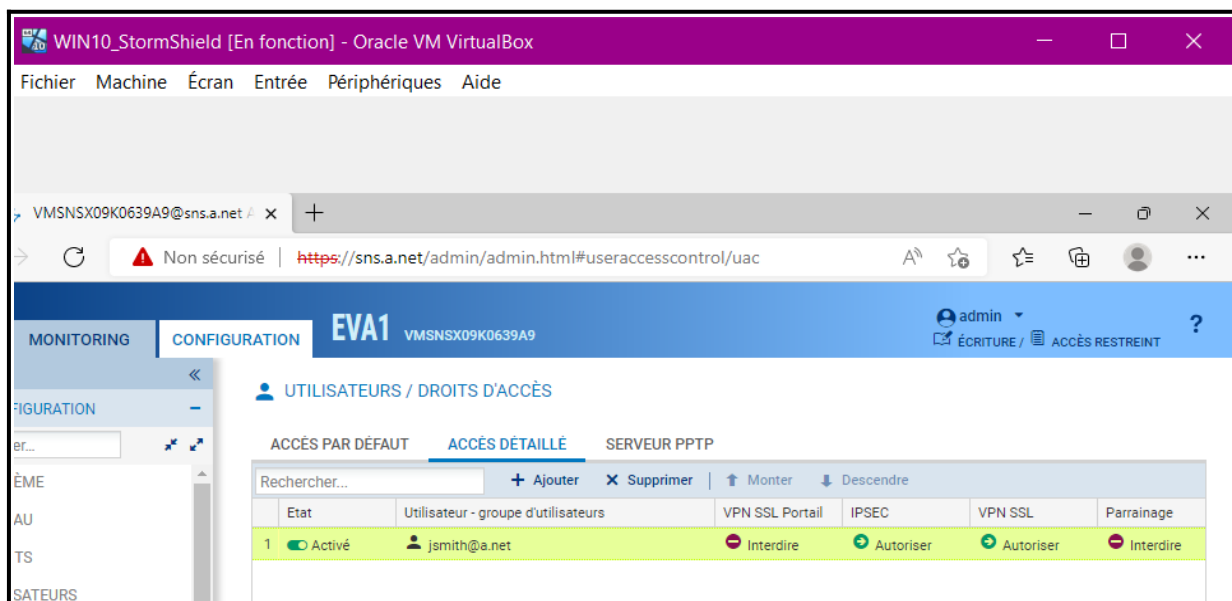 WIN10_StormShield [En fonction] - Oracle VM VirtualBox
Fichier Machine Écran Entrée Périphériques Aide
VMSNSX09K0639A9@sns.a.net A
Non sécurisé | https://sns.a.net/admin/admin.html#useraccesscontrol/uac
MONITORING CONFIGURATION EVA1 VMSNSX09K0639A9 admin
ÉCRITURE / ACCÈS RESTREINT ?
FIGURATION
UTILISATEURS / DROITS D'ACCÈS
er...
ACCÈS PAR DÉFAUT ACCÈS DÉTAILLÉ SERVEUR PPTP
ÈME
Rechercher... Ajouter Supprimer | Monter Descendre
AU
Etat Utilisateur - groupe d'utilisateurs VPN SSL Portail IPSEC VPN SSL Parrainage
1 Activé jsmith@a.net Interdire Autoriser Autoriser Interdire
TS
SATEURS